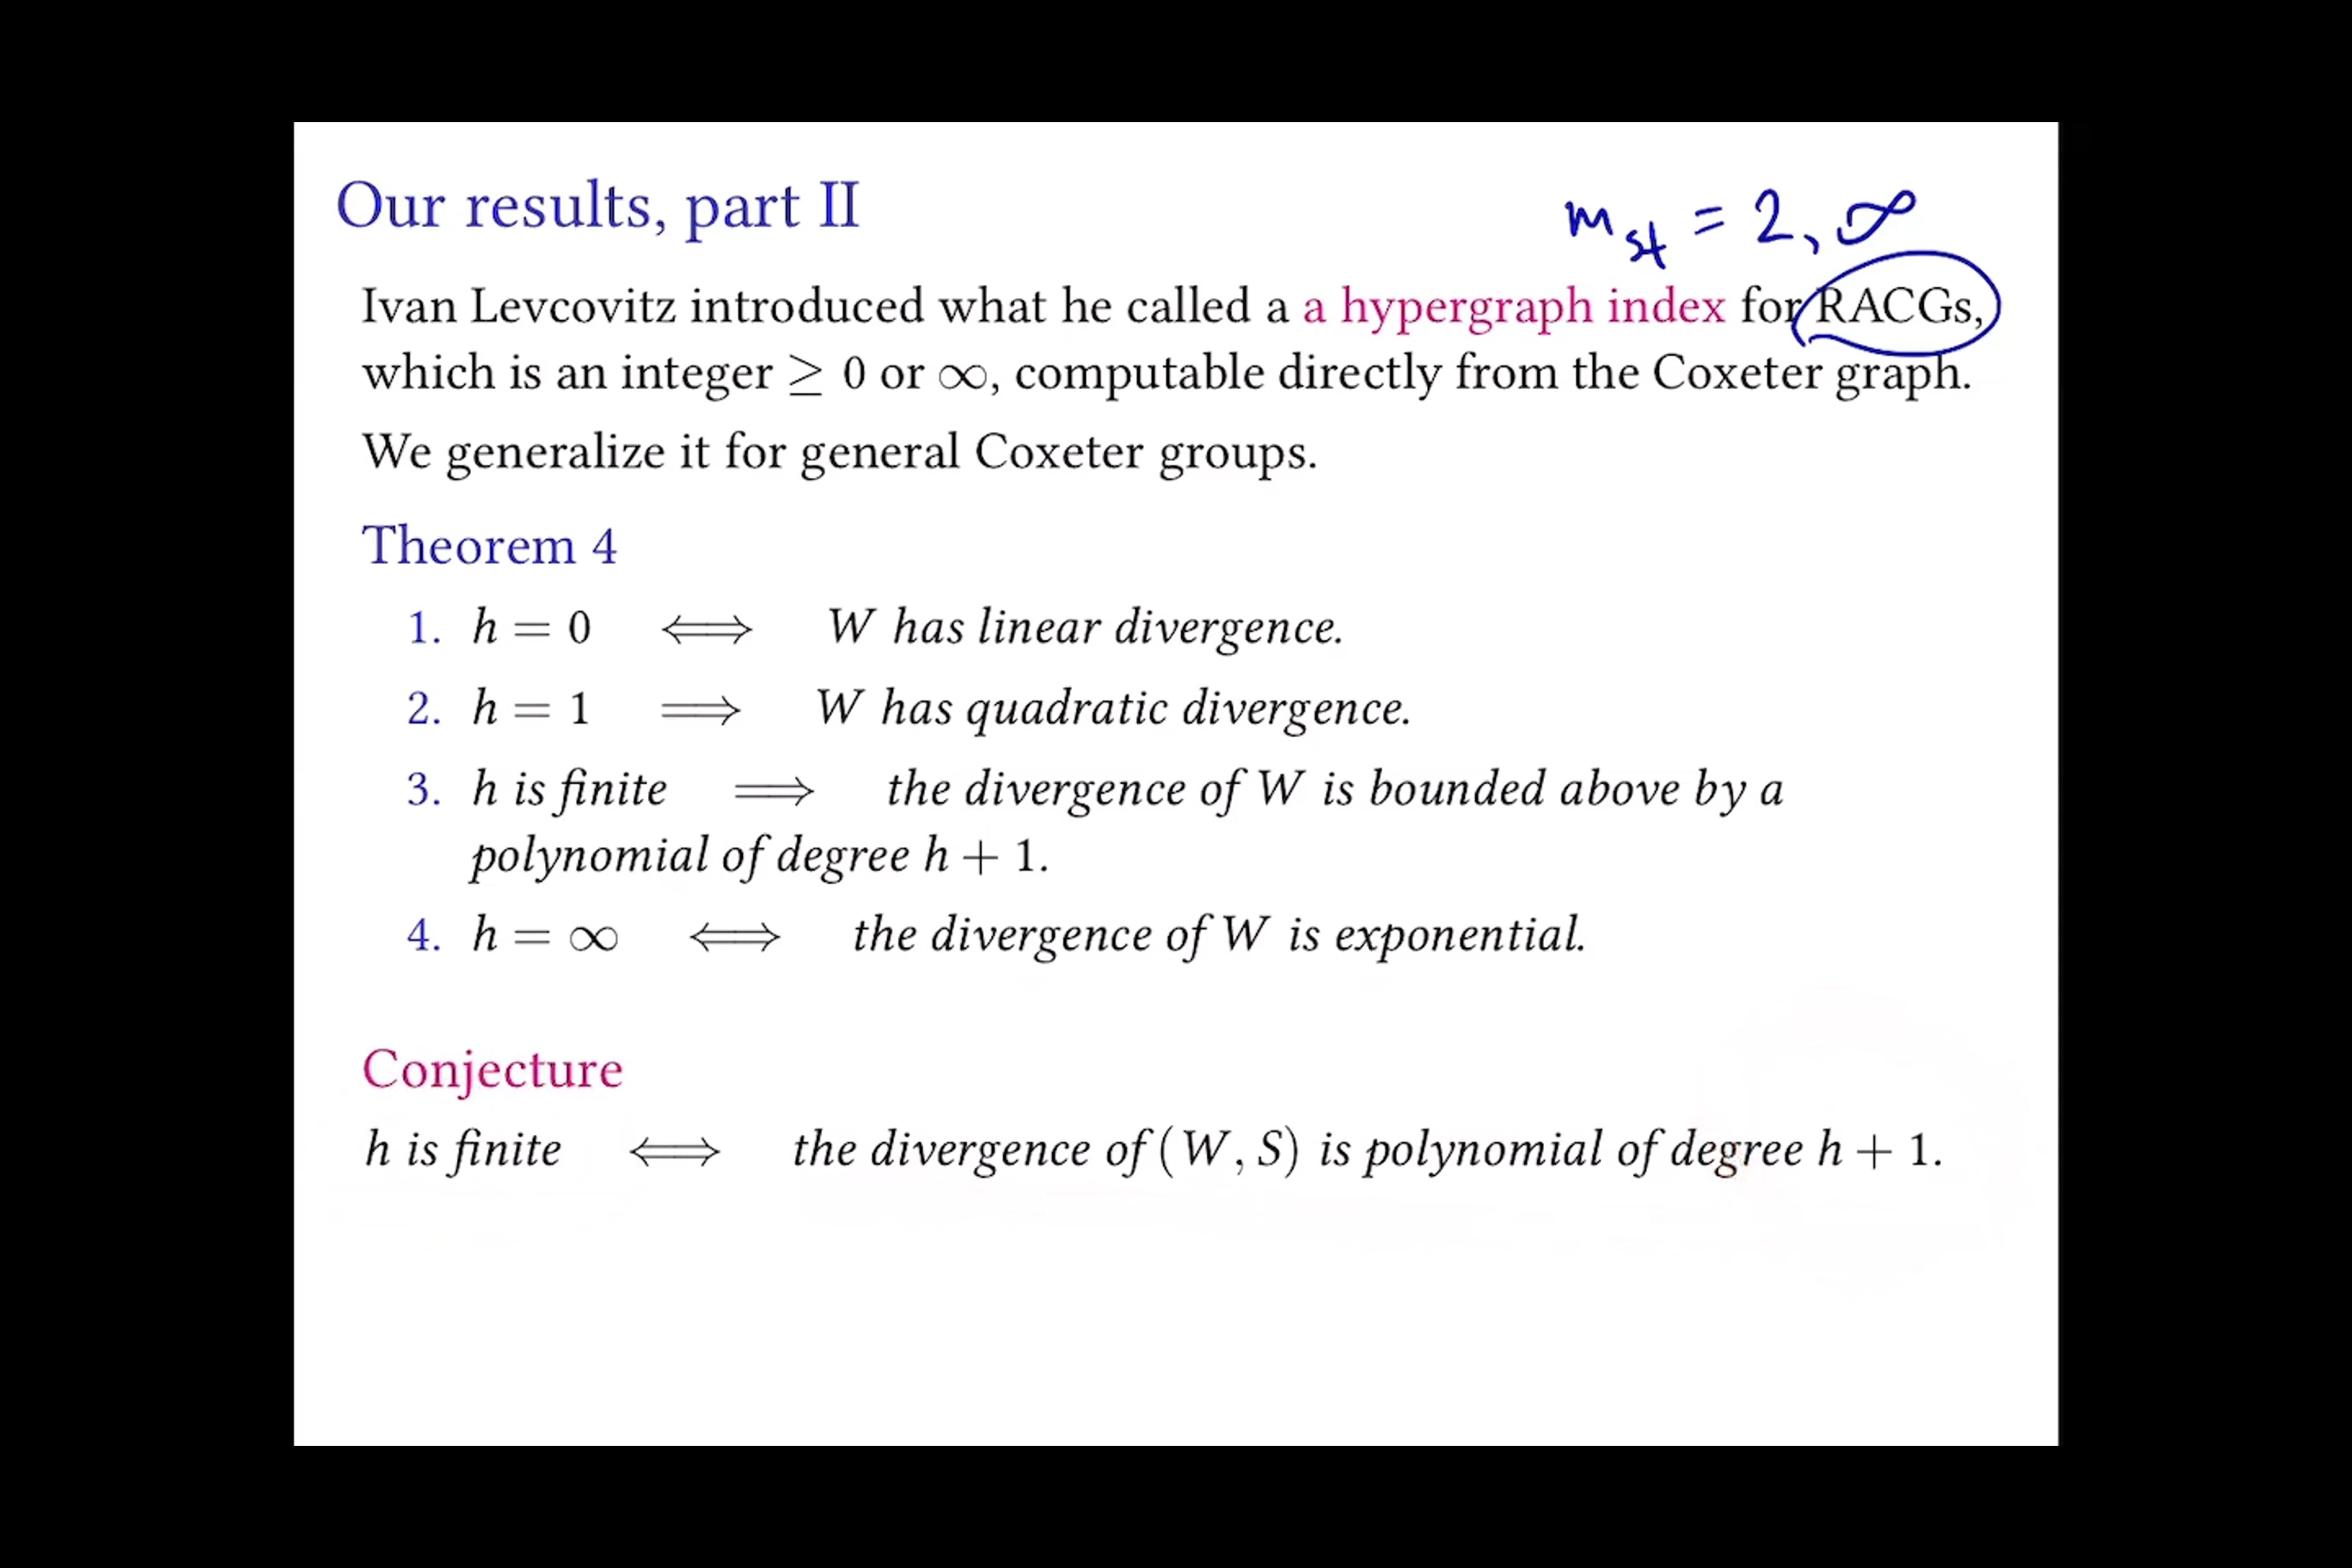 Our results, part II
m_st = 2, ∞
Ivan Levcovitz introduced what he called a a hypergraph index for RACGs,
which is an integer ≥ 0 or ∞, computable directly from the Coxeter graph.
We generalize it for general Coxeter groups.
Theorem 4
1. h = 0 ⟺ W has linear divergence.
2. h = 1 ⟹ W has quadratic divergence.
3. h is finite ⟹ the divergence of W is bounded above by a
polynomial of degree h + 1.
4. h = ∞ ⟺ the divergence of W is exponential.
Conjecture
h is finite ⟺ the divergence of (W, S) is polynomial of degree h + 1.